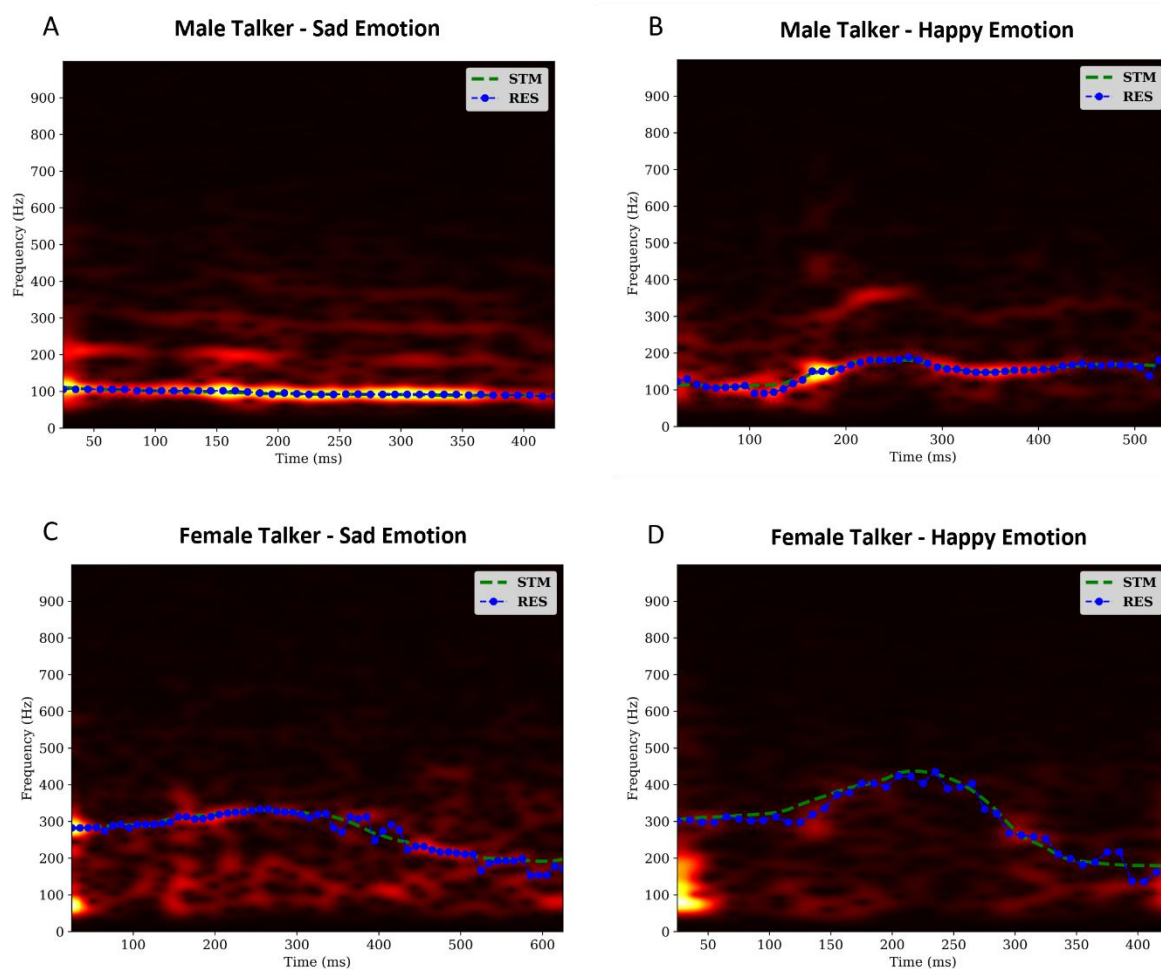 A
Male Talker - Sad Emotion
STM
RES
900
800
700
600
500
400
300
200
100
0
Frequency (Hz)
50 100 150 200 250 300 350 400
Time (ms)
B
Male Talker - Happy Emotion
STM
RES
900
800
700
600
500
400
300
200
100
0
Frequency (Hz)
100 200 300 400 500
Time (ms)
C
Female Talker - Sad Emotion
STM
RES
900
800
700
600
500
400
300
200
100
0
Frequency (Hz)
100 200 300 400 500 600
Time (ms)
D
Female Talker - Happy Emotion
STM
RES
900
800
700
600
500
400
300
200
100
0
Frequency (Hz)
50 100 150 200 250 300 350 400
Time (ms)